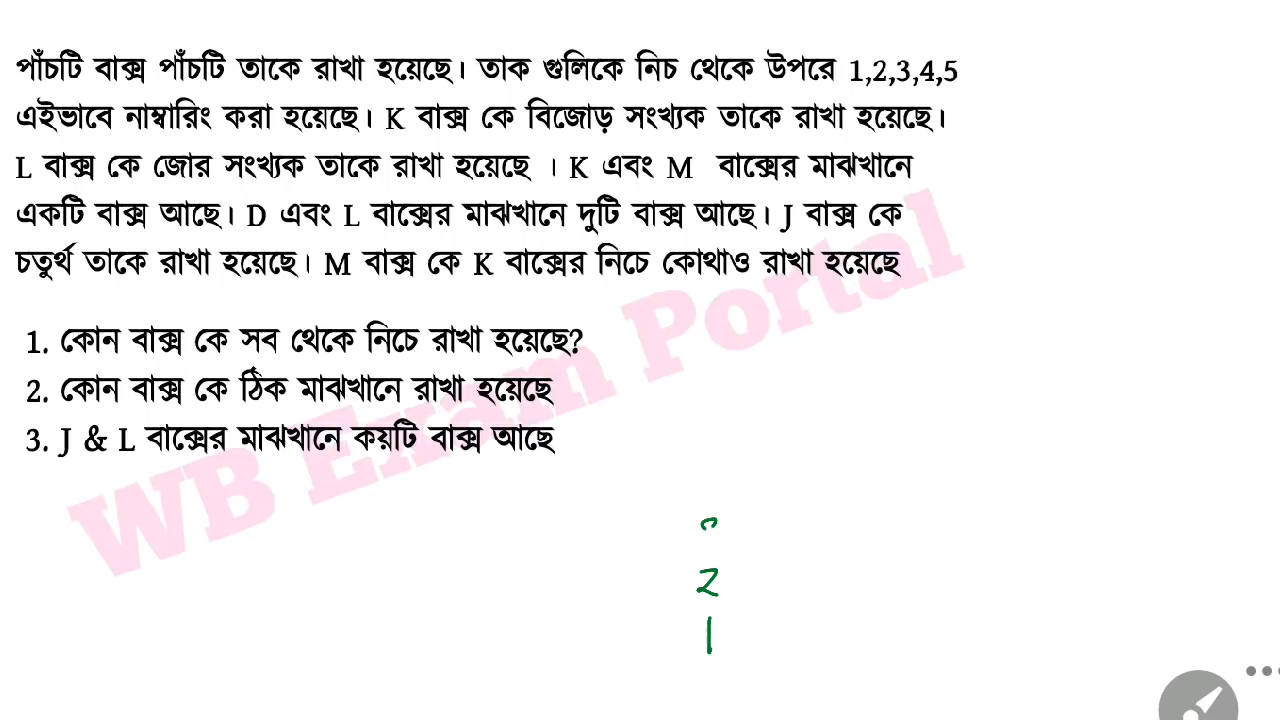 পাঁচটি বাক্স পাঁচটি তাকে রাখা হয়েছে। তাক গুলিকে নিচ থেকে উপরে 1,2,3,4,5
এইভাবে নাম্বারিং করা হয়েছে। K বাক্স কে বিজোড় সংখ্যক তাকে রাখা হয়েছে।
L বাক্স কে জোর সংখ্যক তাকে রাখা হয়েছে । K এবং M বাক্সের মাঝখানে
একটি বাক্স আছে। D এবং L বাক্সের মাঝখানে দুটি বাক্স আছে। J বাক্স কে
চতুর্থ তাকে রাখা হয়েছে। M বাক্স কে K বাক্সের নিচে কোথাও রাখা হয়েছে
1. কোন বাক্স কে সব থেকে নিচে রাখা হয়েছে?
2. কোন বাক্স কে ঠিক মাঝখানে রাখা হয়েছে
3. J & L বাক্সের মাঝখানে কয়টি বাক্স আছে
WB Exam Portal
2
1